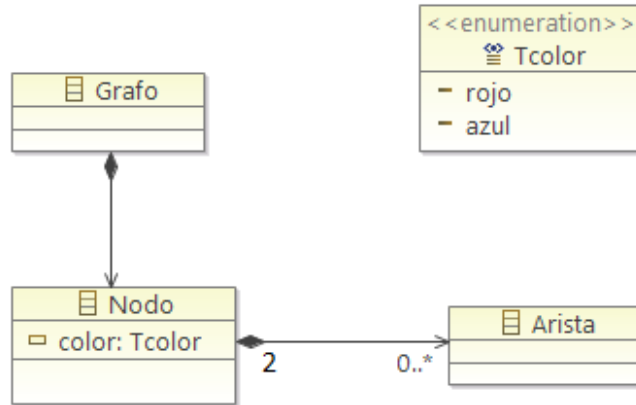 <<enumeration>>
Tcolor
rojo
azul
Grafo
Nodo
color: Tcolor
2
0..*
Arista